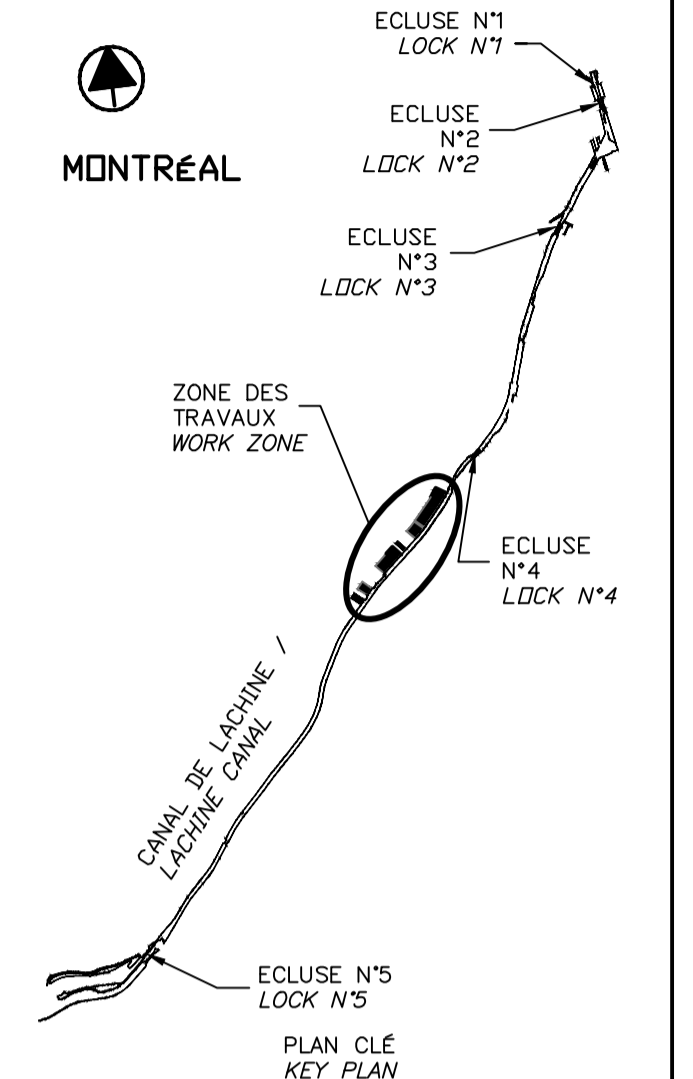 ECLUSE N°1
LOCK N°1
MONTRÉAL
ECLUSE
N°2
LOCK N°2
ECLUSE
N°3
LOCK N°3
ZONE DES
TRAVAUX
WORK ZONE
ECLUSE
N°4
LOCK N°4
CANAL DE LACHINE /
LACHINE CANAL
ECLUSE N°5
LOCK N°5
PLAN CLÉ
KEY PLAN